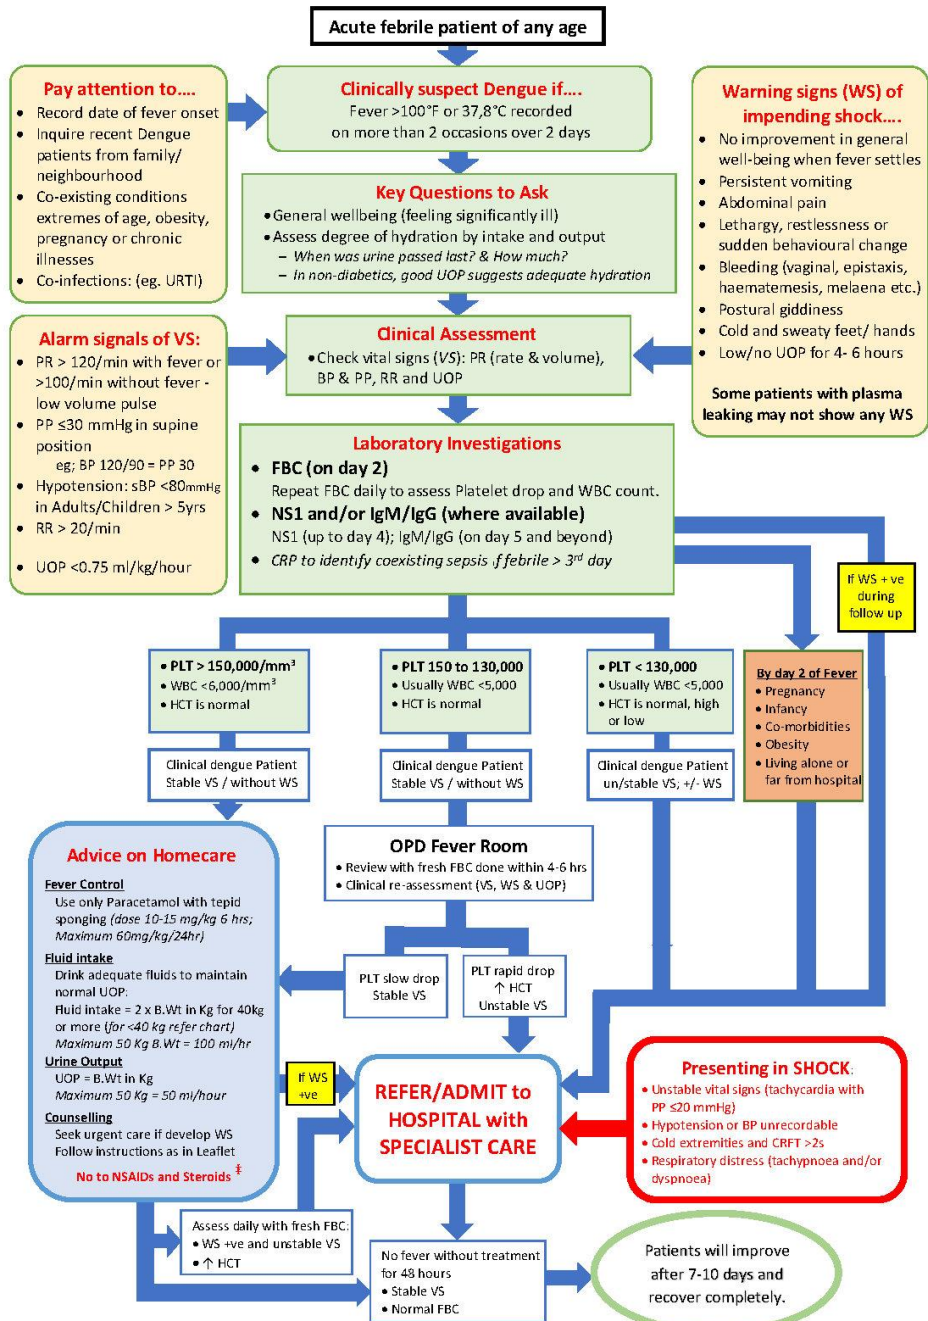 Acute febrile patient of any age
Pay attention to....
• Record date of fever onset
• Inquire recent Dengue
patients from family/
neighbourhood
• Co-existing conditions
extremes of age, obesity,
pregnancy or chronic
illnesses
• Co-infections: (eg. URTI)
Clinically suspect Dengue if....
Fever >100°F or 37,8°C recorded
on more than 2 occasions over 2 days
Warning signs (WS) of
impending shock....
• No improvement in general
well-being when fever settles
• Persistent vomiting
• Abdominal pain
• Lethargy, restlessness or
sudden behavioural change
• Bleeding (vaginal, epistaxis,
haematemesis, melaena etc.)
• Postural giddiness
• Cold and sweaty feet/ hands
• Low/no UOP for 4- 6 hours
Some patients with plasma
leaking may not show any WS
Key Questions to Ask
• General wellbeing (feeling significantly ill)
• Assess degree of hydration by intake and output
– When was urine passed last? & How much?
– In non-diabetics, good UOP suggests adequate hydration
Alarm signals of VS:
• PR > 120/min with fever or
>100/min without fever -
low volume pulse
• PP ≤30 mmHg in supine
position
eg; BP 120/90 = PP 30
• Hypotension: sBP <80mmHg
in Adults/Children > 5yrs
• RR > 20/min
• UOP <0.75 ml/kg/hour
Clinical Assessment
• Check vital signs (VS): PR (rate & volume),
BP & PP, RR and UOP
Laboratory Investigations
• FBC (on day 2)
Repeat FBC daily to assess Platelet drop and WBC count.
• NS1 and/or IgM/IgG (where available)
NS1 (up to day 4); IgM/IgG (on day 5 and beyond)
• CRP to identify coexisting sepsis if febrile > 3rd day
If WS + ve
during
follow up
• PLT > 150,000/mm³
• WBC <6,000/mm³
• HCT is normal
• PLT 150 to 130,000
• Usually WBC <5,000
• HCT is normal
• PLT < 130,000
• Usually WBC <5,000
• HCT is normal, high
or low
By day 2 of Fever
• Pregnancy
• Infancy
• Co-morbidities
• Obesity
• Living alone or
far from hospital
Clinical dengue Patient
Stable VS / without WS
Clinical dengue Patient
Stable VS / without WS
Clinical dengue Patient
un/stable VS; +/- WS
OPD Fever Room
• Review with fresh FBC done within 4-6 hrs
• Clinical re-assessment (VS, WS & UOP)
Advice on Homecare
Fever Control
Use only Paracetamol with tepid
sponging (dose 10-15 mg/kg 6 hrs;
Maximum 60mg/kg/24hr)
Fluid intake
Drink adequate fluids to maintain
normal UOP:
Fluid intake = 2 x B.Wt in Kg for 40kg
or more (for <40 kg refer chart)
Maximum 50 Kg B.Wt = 100 ml/hr
Urine Output
UOP = B.Wt in Kg
Maximum 50 Kg = 50 ml/hour
Counselling
Seek urgent care if develop WS
Follow instructions as in Leaflet
No to NSAIDs and Steroids ‡
PLT slow drop
Stable VS
PLT rapid drop
↑ HCT
Unstable VS
If WS
+ve
REFER/ADMIT to
HOSPITAL with
SPECIALIST CARE
Presenting in SHOCK:
• Unstable vital signs (tachycardia with
PP ≤20 mmHg)
• Hypotension or BP unrecordable
• Cold extremities and CRFT >2s
• Respiratory distress (tachypnoea and/or
dyspnoea)
Assess daily with fresh FBC:
• WS +ve and unstable VS
• ↑ HCT
No fever without treatment
for 48 hours
• Stable VS
• Normal FBC
Patients will improve
after 7-10 days and
recover completely.